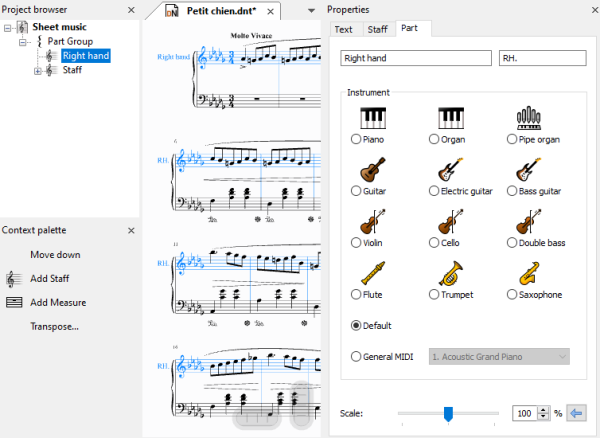 Project browser
Sheet music
Part Group
Right hand
Staff
Context palette
Move down
Add Staff
Add Measure
Transpose...
Petit chien.dnt*
Molto Vivace
Right hand
RH.
RH.
RH.
Properties
Text Staff Part
Right hand RH.
Instrument
Piano Organ Pipe organ
Guitar Electric guitar Bass guitar
Violin Cello Double bass
Flute Trumpet Saxophone
Default
General MIDI 1. Acoustic Grand Piano
Scale: 100 %